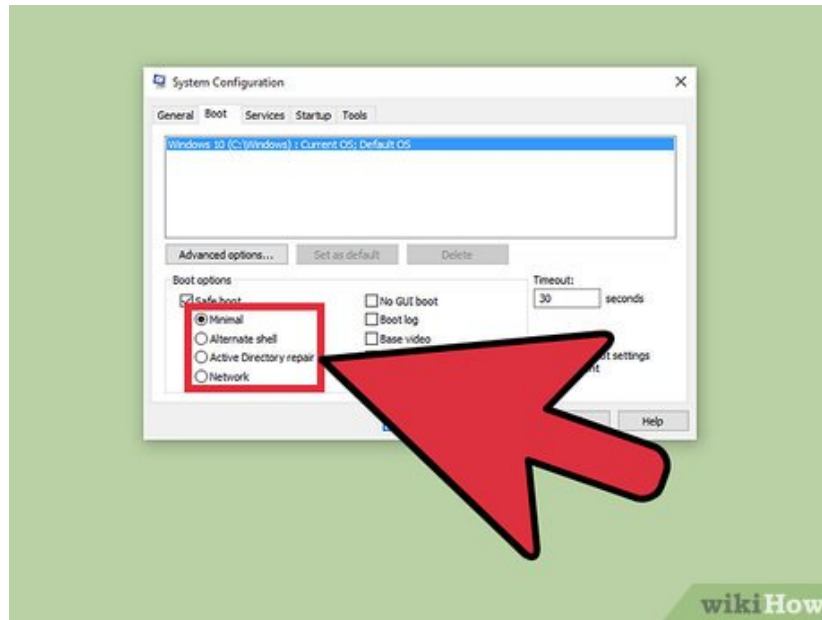 System Configuration
General Boot Services Startup Tools
Windows 10 (C:\Windows) : Current OS; Default OS
Advanced options... Set as default Delete
Boot options
Timeout:
Safe boot No GUI boot 30 seconds
Minimal Boot log
Alternate shell Base video
Active Directory repair settings
Network
Help
wikiHow